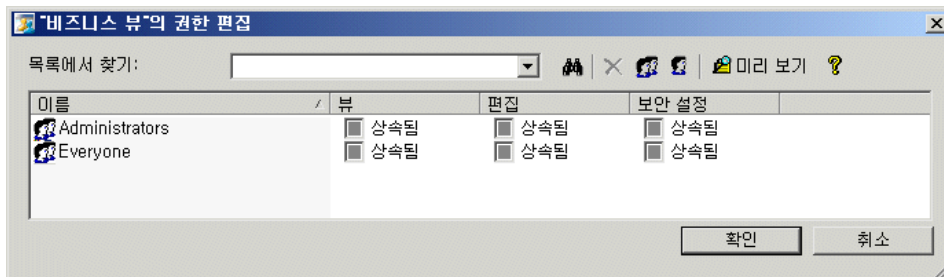 "비즈니스 뷰"의 권한 편집
목록에서 찾기: 미리 보기
이름 / 뷰 편집 보안 설정
Administrators 상속됨 상속됨 상속됨
Everyone 상속됨 상속됨 상속됨
확인 취소